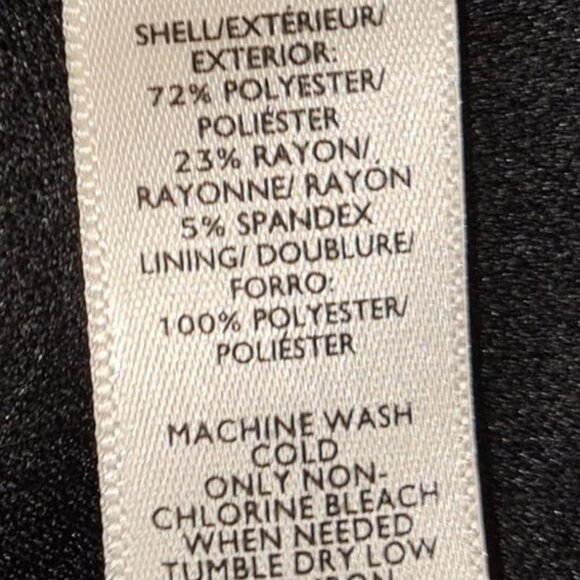 SHELL/EXTÉRIEUR/
EXTERIOR:
72% POLYESTER/
POLIÉSTER
23% RAYON/
RAYONNE/ RAYÓN
5% SPANDEX
LINING/ DOUBLURE/
FORRO:
100% POLYESTER/
POLIÉSTER
MACHINE WASH
COLD
ONLY NON-
CHLORINE BLEACH
WHEN NEEDED
TUMBLE DRY LOW